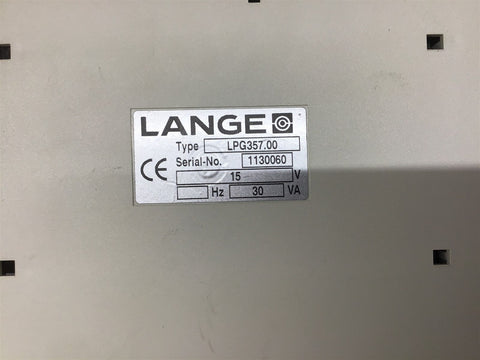 LANGE
Type LPG357.00
CE Serial-No. 1130060
15 V
Hz 30 VA